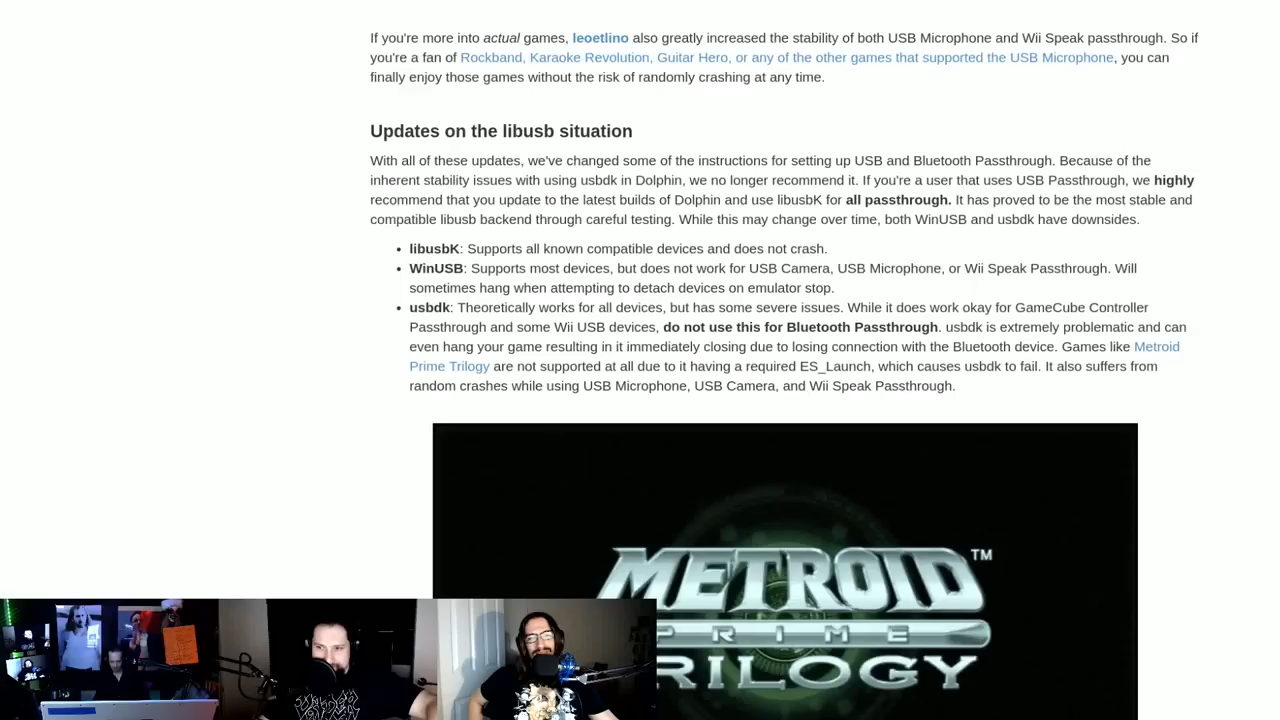 If you're more into actual games, leoetlino also greatly increased the stability of both USB Microphone and Wii Speak passthrough. So if
you're a fan of Rockband, Karaoke Revolution, Guitar Hero, or any of the other games that supported the USB Microphone, you can
finally enjoy those games without the risk of randomly crashing at any time.
Updates on the libusb situation
With all of these updates, we've changed some of the instructions for setting up USB and Bluetooth Passthrough. Because of the
inherent stability issues with using usbdk in Dolphin, we no longer recommend it. If you're a user that uses USB Passthrough, we highly
recommend that you update to the latest builds of Dolphin and use libusbK for all passthrough. It has proved to be the most stable and
compatible libusb backend through careful testing. While this may change over time, both WinUSB and usbdk have downsides.
• libusbK: Supports all known compatible devices and does not crash.
• WinUSB: Supports most devices, but does not work for USB Camera, USB Microphone, or Wii Speak Passthrough. Will
sometimes hang when attempting to detach devices on emulator stop.
• usbdk: Theoretically works for all devices, but has some severe issues. While it does work okay for GameCube Controller
Passthrough and some Wii USB devices, do not use this for Bluetooth Passthrough. usbdk is extremely problematic and can
even hang your game resulting in it immediately closing due to losing connection with the Bluetooth device. Games like Metroid
Prime Trilogy are not supported at all due to it having a required ES_Launch, which causes usbdk to fail. It also suffers from
random crashes while using USB Microphone, USB Camera, and Wii Speak Passthrough.
METROID™
PRIME
RILOGY